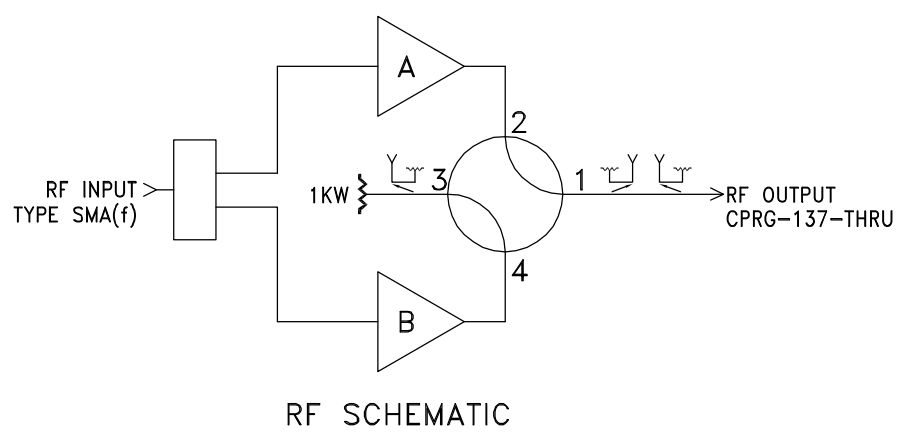 A
2
RF INPUT
TYPE SMA(f)
1KW
3
1
RF OUTPUT
CPRG-137-THRU
4
B
RF SCHEMATIC